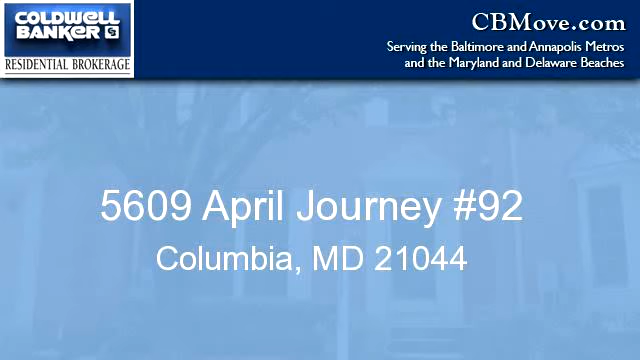 COLDWELL
BANKER CB
RESIDENTIAL BROKERAGE
CBMove.com
Serving the Baltimore and Annapolis Metros
and the Maryland and Delaware Beaches
5609 April Journey #92
Columbia, MD 21044